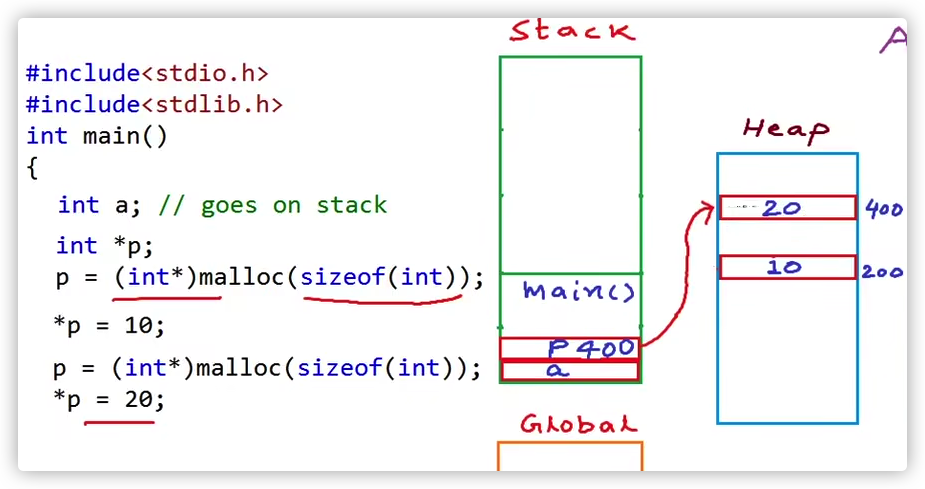 #include<stdio.h>
#include<stdlib.h>
int main()
{
int a; // goes on stack
int *p;
p = (int*)malloc(sizeof(int));
*p = 10;
p = (int*)malloc(sizeof(int));
*p = 20;
Stack
main()
P 400
a
Global
Heap
20 400
10 200
A